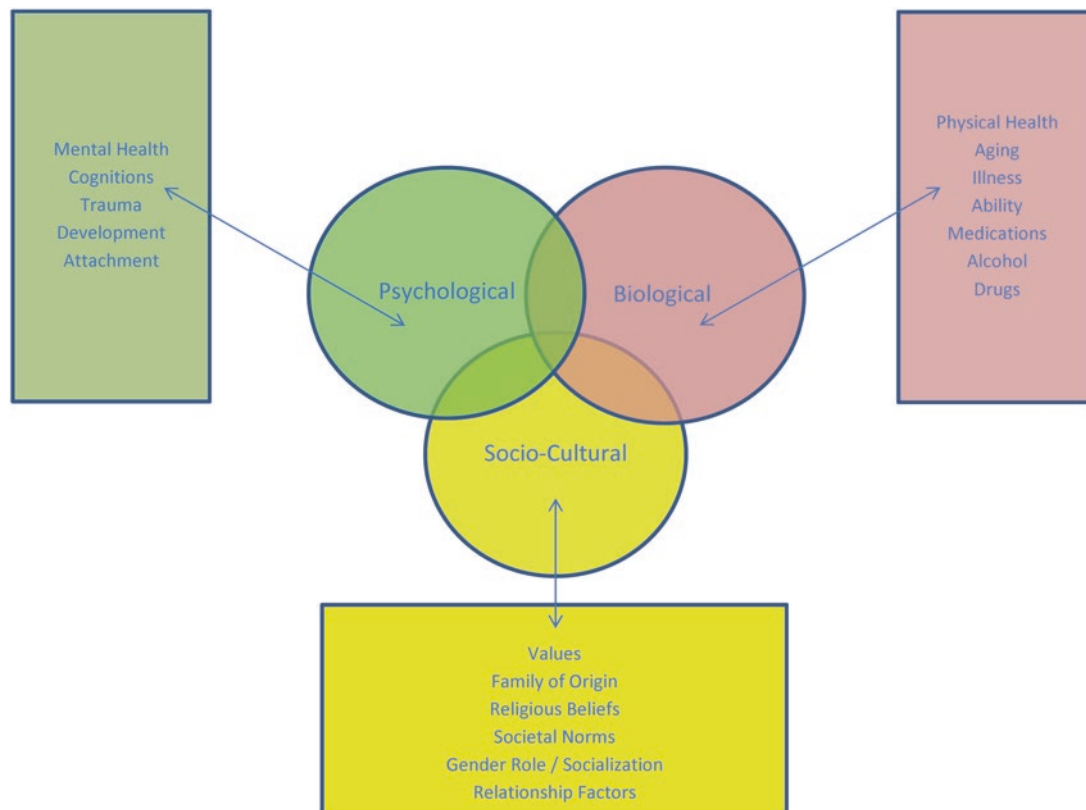 Mental Health
Cognitions
Trauma
Development
Attachment
Physical Health
Aging
Illness
Ability
Medications
Alcohol
Drugs
Psychological
Biological
Socio-Cultural
Values
Family of Origin
Religious Beliefs
Societal Norms
Gender Role / Socialization
Relationship Factors